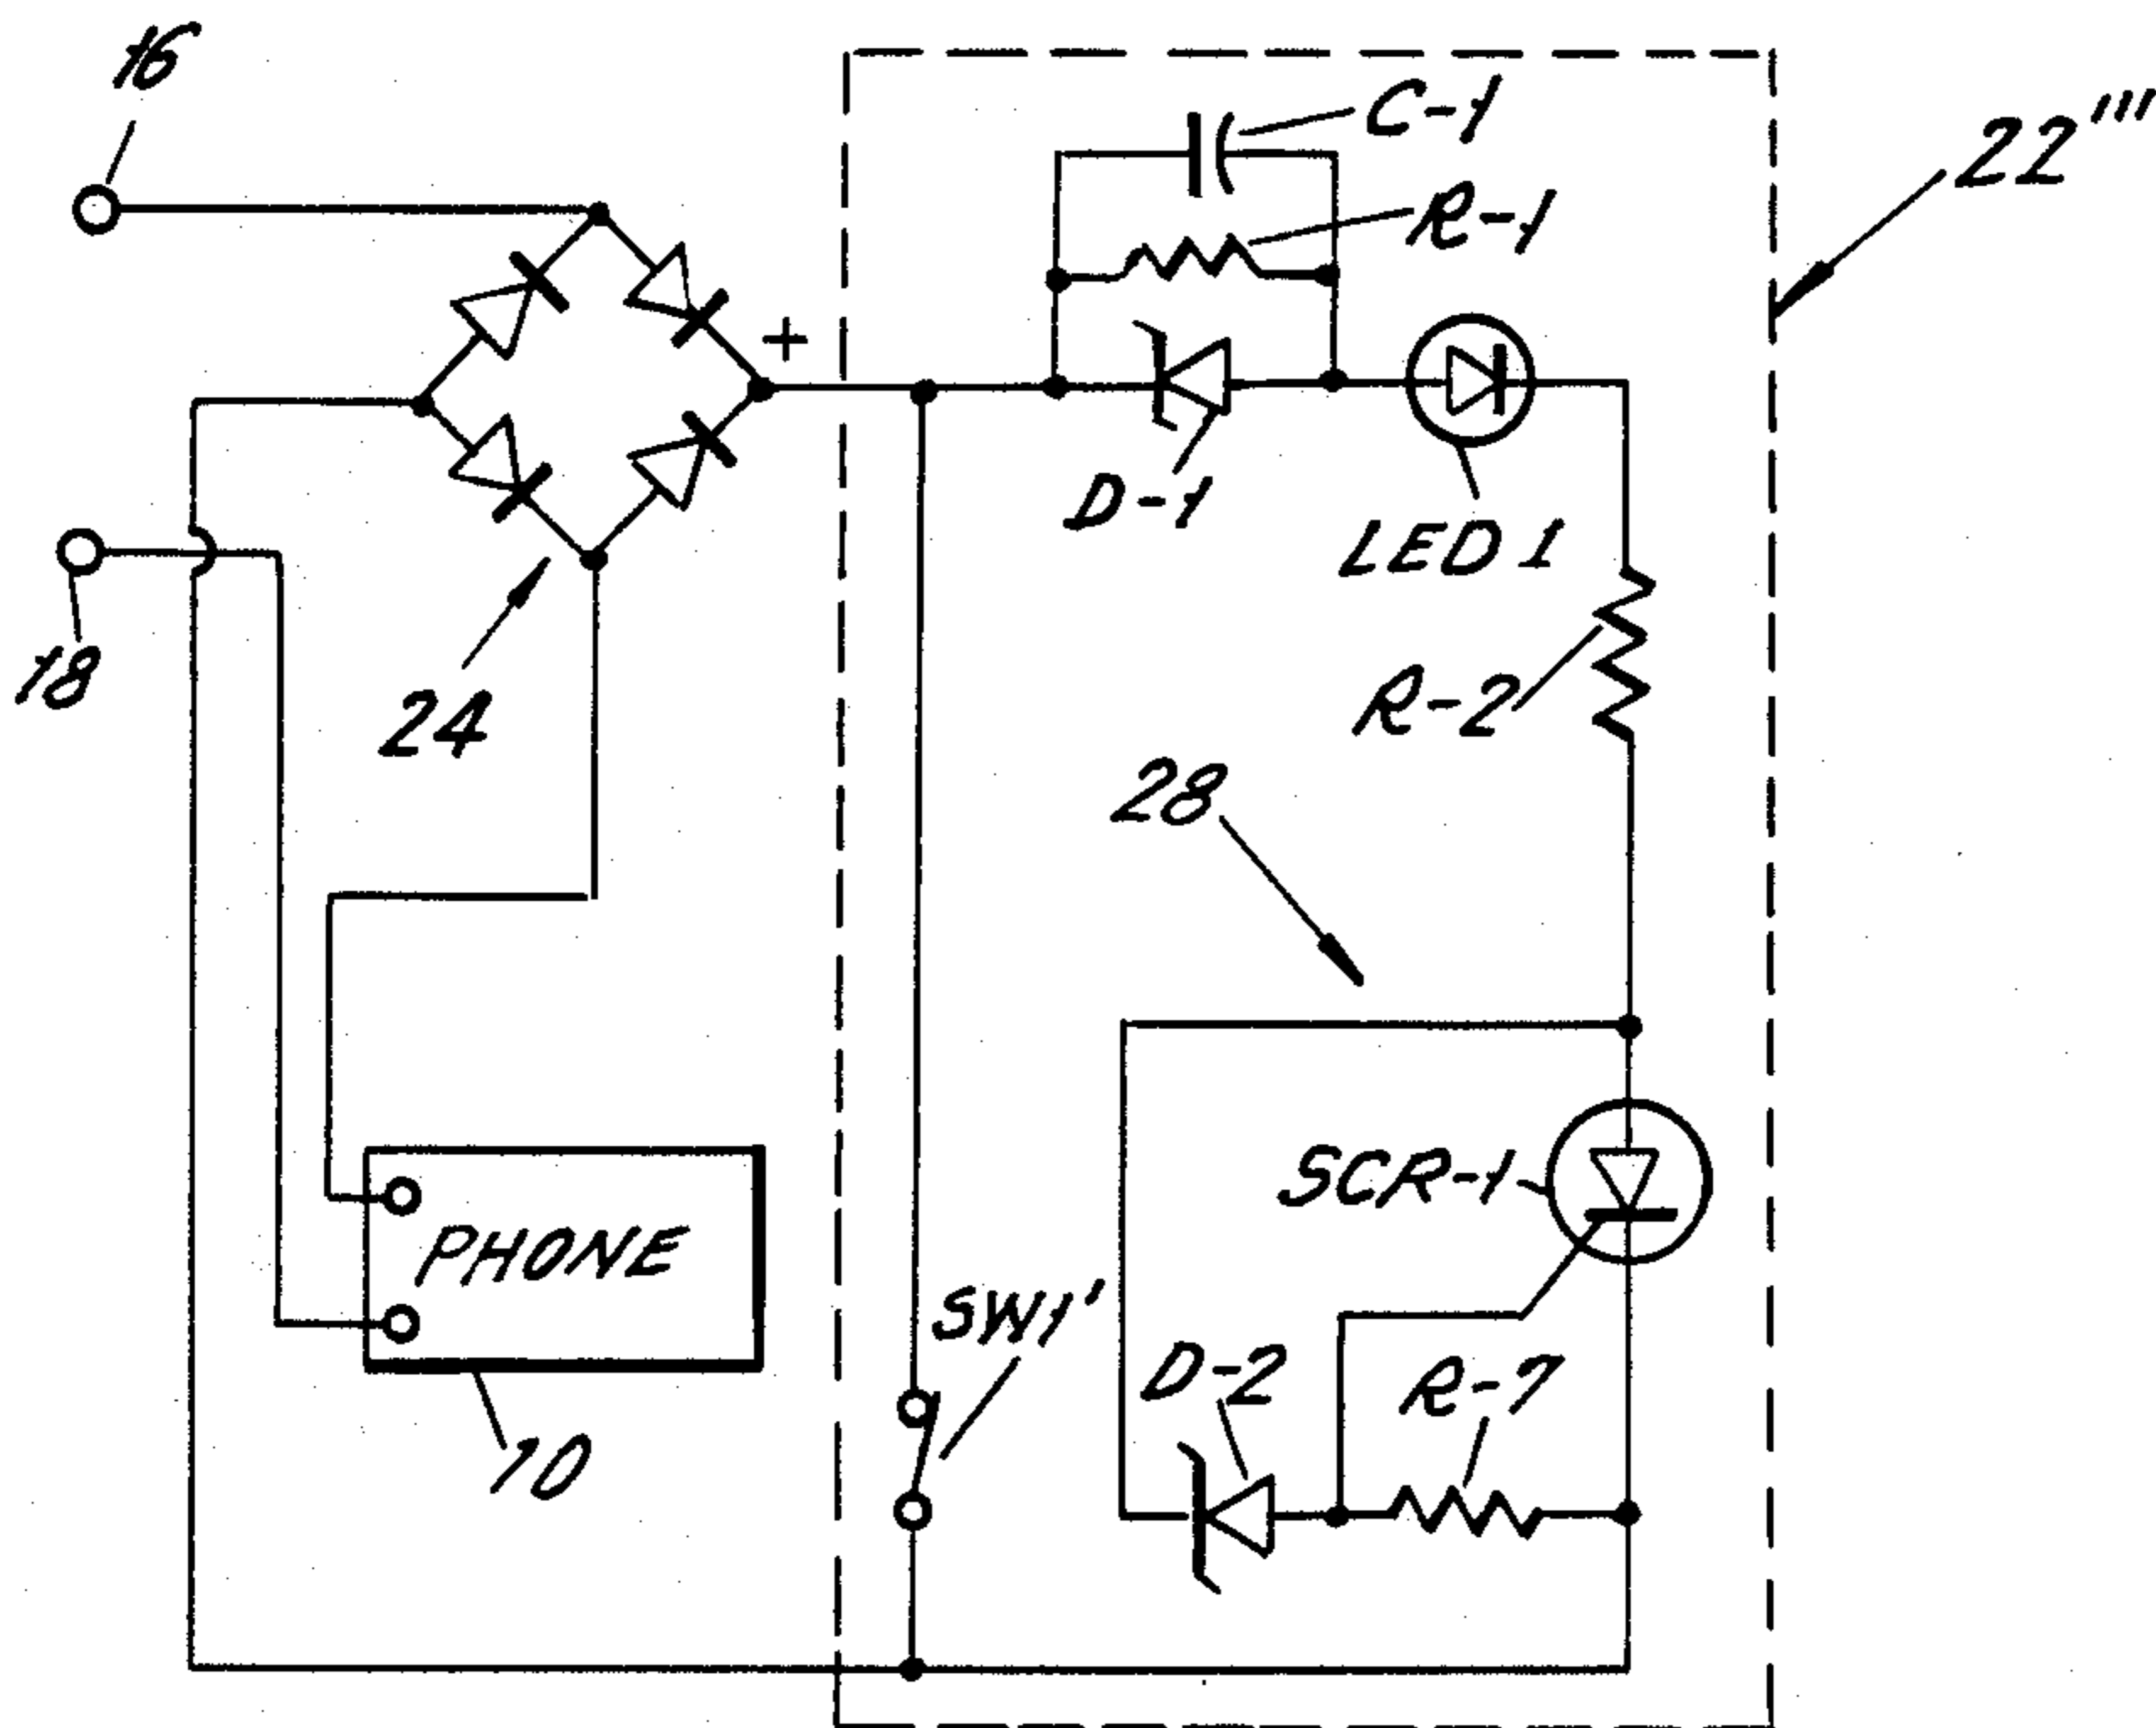 16
C-1
22'''
R-1
+
D-1
LED 1
18
24
R-2
28
SCR-1
PHONE
SW1'
D-2
R-7
10